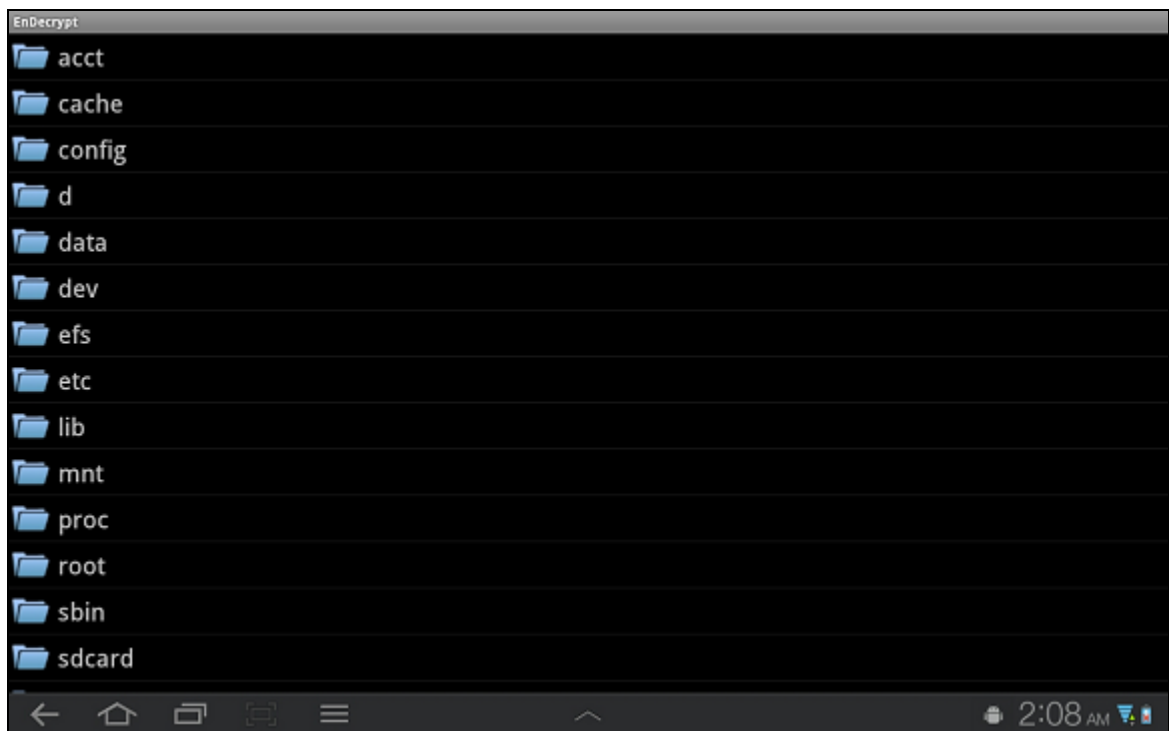 EnDecrypt
acct
cache
config
d
data
dev
efs
etc
lib
mnt
proc
root
sbin
sdcard
2:08 AM